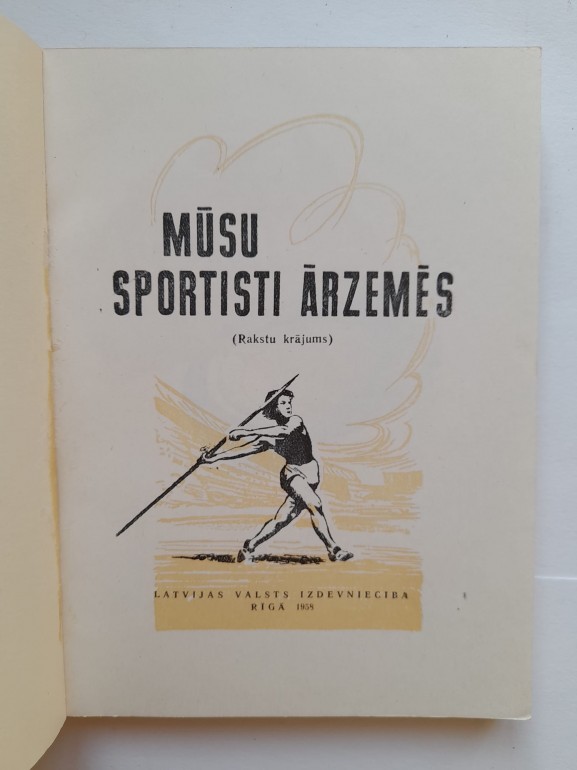 MŪSU
SPORTISTI ĀRZEMĒS
(Rakstu krājums)
LATVIJAS VALSTS IZDEVNIECĪBA
RĪGĀ 1958